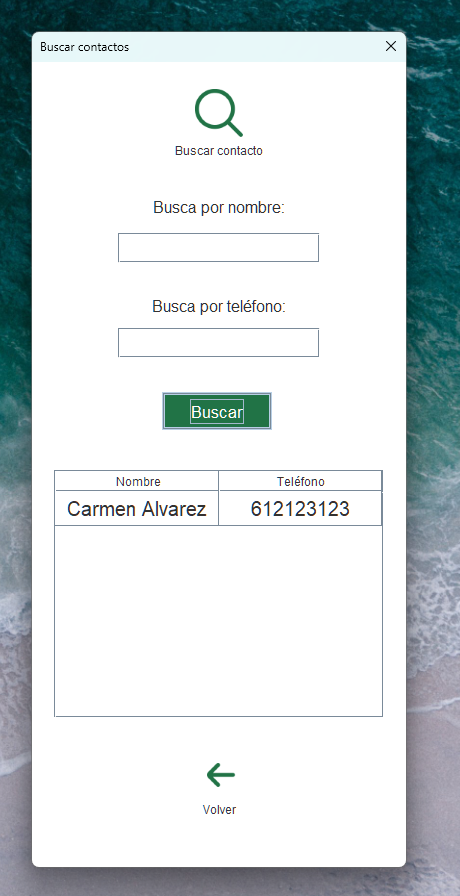 Buscar contactos
Buscar contacto
Busca por nombre:
Busca por teléfono:
Buscar
Nombre Teléfono
Carmen Alvarez 612123123
Volver